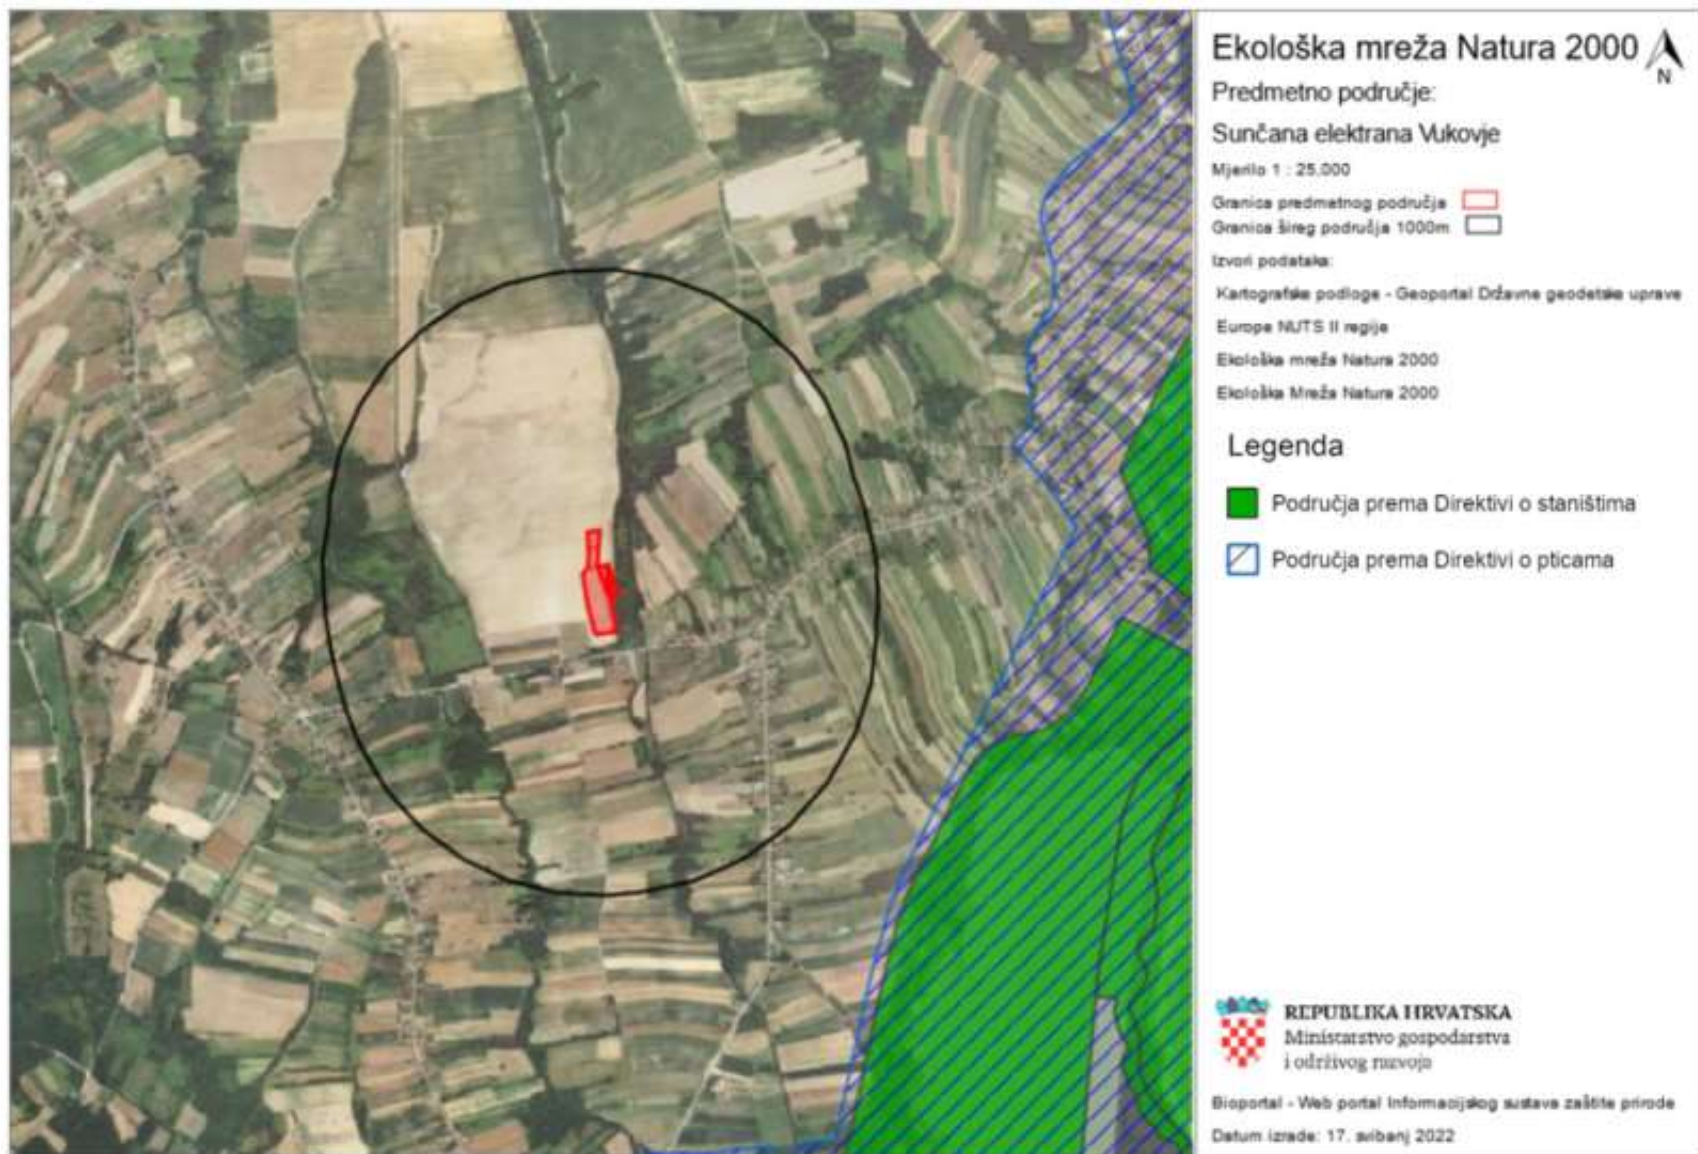 Ekološka mreža Natura 2000
N
Predmetno područje:
Sunčana elektrana Vukovje
Mjerilo 1 : 25.000
Granica predmetnog područja
Granica šireg područja 1000m
Izvori podataka:
Kartografske podloge - Geoportal Državne geodetske uprave
Europe NUTS II regije
Ekološka mreža Natura 2000
Ekološka Mreža Natura 2000
Legenda
Područja prema Direktivi o staništima
Područja prema Direktivi o pticama
REPUBLIKA HRVATSKA
Ministarstvo gospodarstva
i održivog razvoja
Bioportal - Web portal Informacijskog sustava zaštite prirode
Datum izrade: 17. svibanj 2022